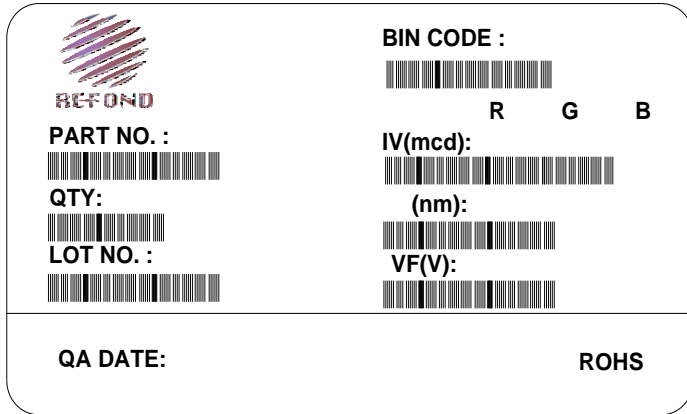 REFOND
PART NO. :
QTY:
LOT NO. :
BIN CODE :
R G B
IV(mcd):
(nm):
VF(V):
QA DATE:
ROHS